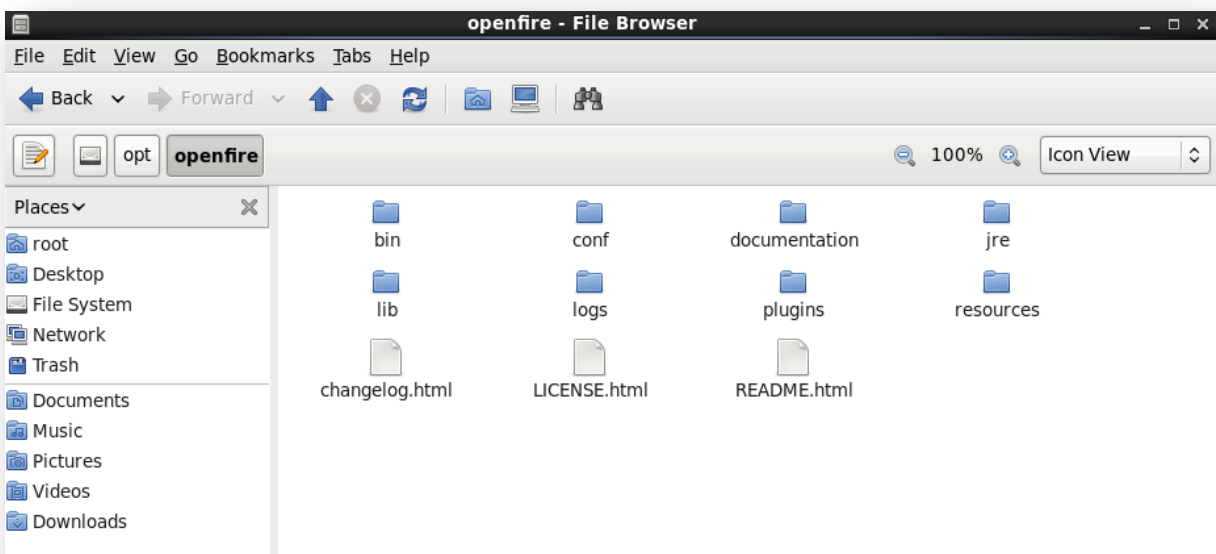 openfire - File Browser
File Edit View Go Bookmarks Tabs Help
Back Forward
opt openfire 100% Icon View
Places
root
Desktop
File System
Network
Trash
Documents
Music
Pictures
Videos
Downloads
bin conf documentation jre
lib logs plugins resources
changelog.html LICENSE.html README.html